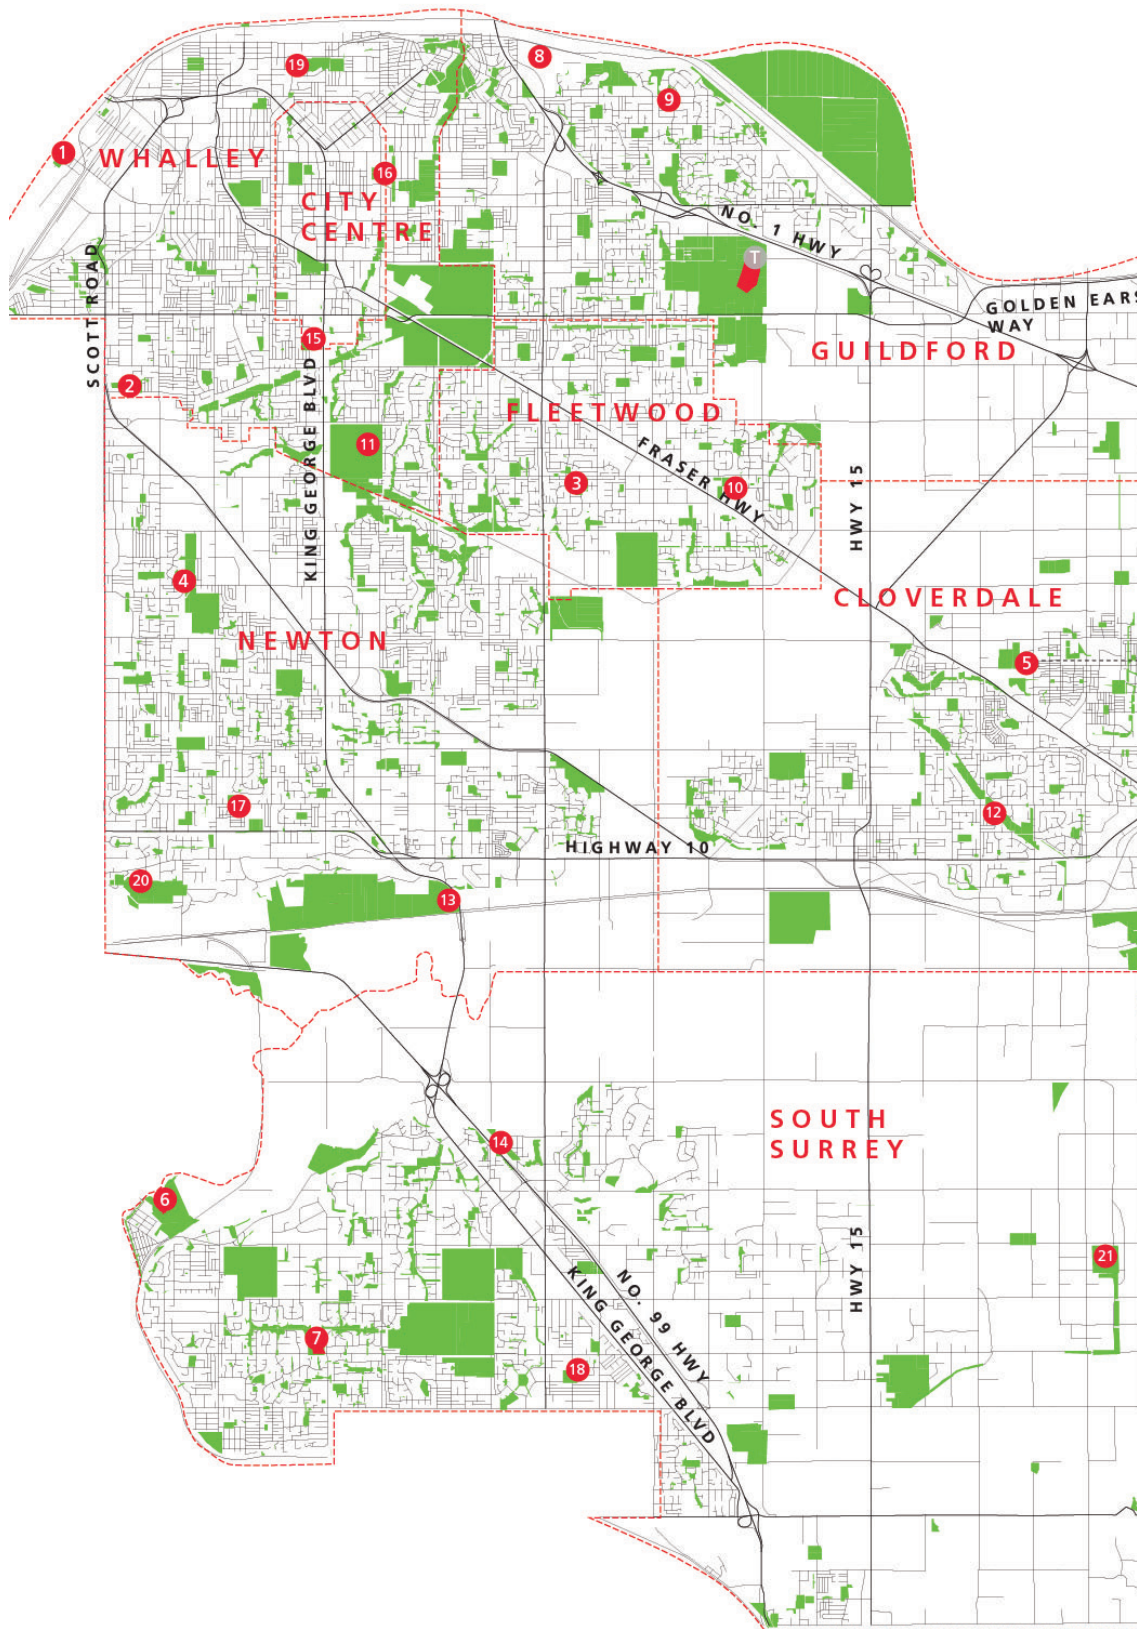 8
19
9
1
WHALLEY
16
CITY
CENTRE
NO. 1 HWY
T
SCOTT ROAD
GOLDEN EARS
WAY
15
GUILDFORD
KING GEORGE BLVD
2
FLEETWOOD
11
FRASER HWY
3
10
HWY 15
4
CLOVERDALE
NEWTON
5
17
12
HIGHWAY 10
20
13
SOUTH
SURREY
14
6
HWY 15
21
NO. 99 HWY
KING GEORGE BLVD
7
18